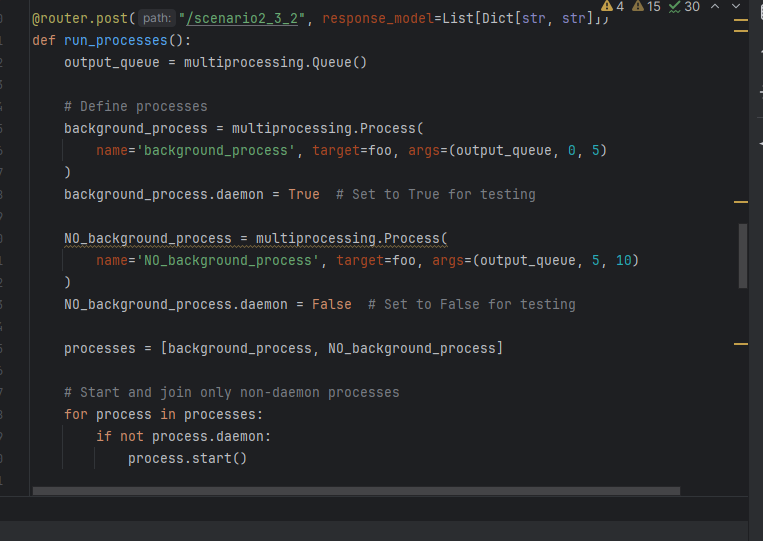 4 15 30
@router.post(path: "/scenario2_3_2", response_model=List[Dict[str, str]])
def run_processes():
    output_queue = multiprocessing.Queue()
    # Define processes
    background_process = multiprocessing.Process(
        name='background_process', target=foo, args=(output_queue, 0, 5)
    )
    background_process.daemon = True  # Set to True for testing
    NO_background_process = multiprocessing.Process(
        name='NO_background_process', target=foo, args=(output_queue, 5, 10)
    )
    NO_background_process.daemon = False  # Set to False for testing
    processes = [background_process, NO_background_process]
    # Start and join only non-daemon processes
    for process in processes:
        if not process.daemon:
            process.start()